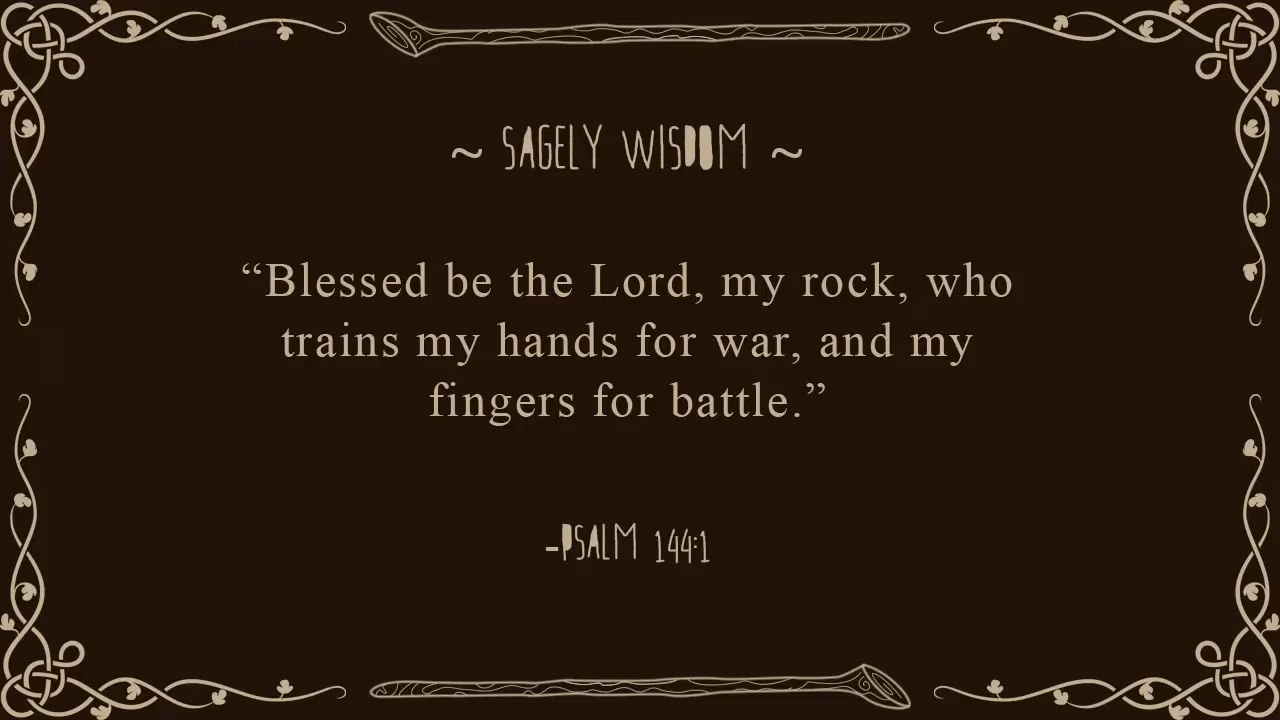 ~ SAGELY WISDOM ~
“Blessed be the Lord, my rock, who
trains my hands for war, and my
fingers for battle.”
-PSALM 144:1